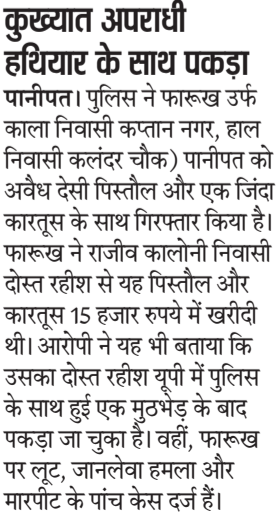 कुख्यात अपराधी
हथियार के साथ पकड़ा
पानीपत। पुलिस ने फारूख उर्फ
काला निवासी कप्तान नगर, हाल
निवासी कलंदर चौक) पानीपत को
अवैध देसी पिस्तौल और एक जिंदा
कारतूस के साथ गिरफ्तार किया है।
फारूख ने राजीव कालोनी निवासी
दोस्त रहीश से यह पिस्तौल और
कारतूस 15 हजार रुपये में खरीदी
थी। आरोपी ने यह भी बताया कि
उसका दोस्त रहीश यूपी में पुलिस
के साथ हुई एक मुठभेड़ के बाद
पकड़ा जा चुका है। वहीं, फारूख
पर लूट, जानलेवा हमला और
मारपीट के पांच केस दर्ज हैं।